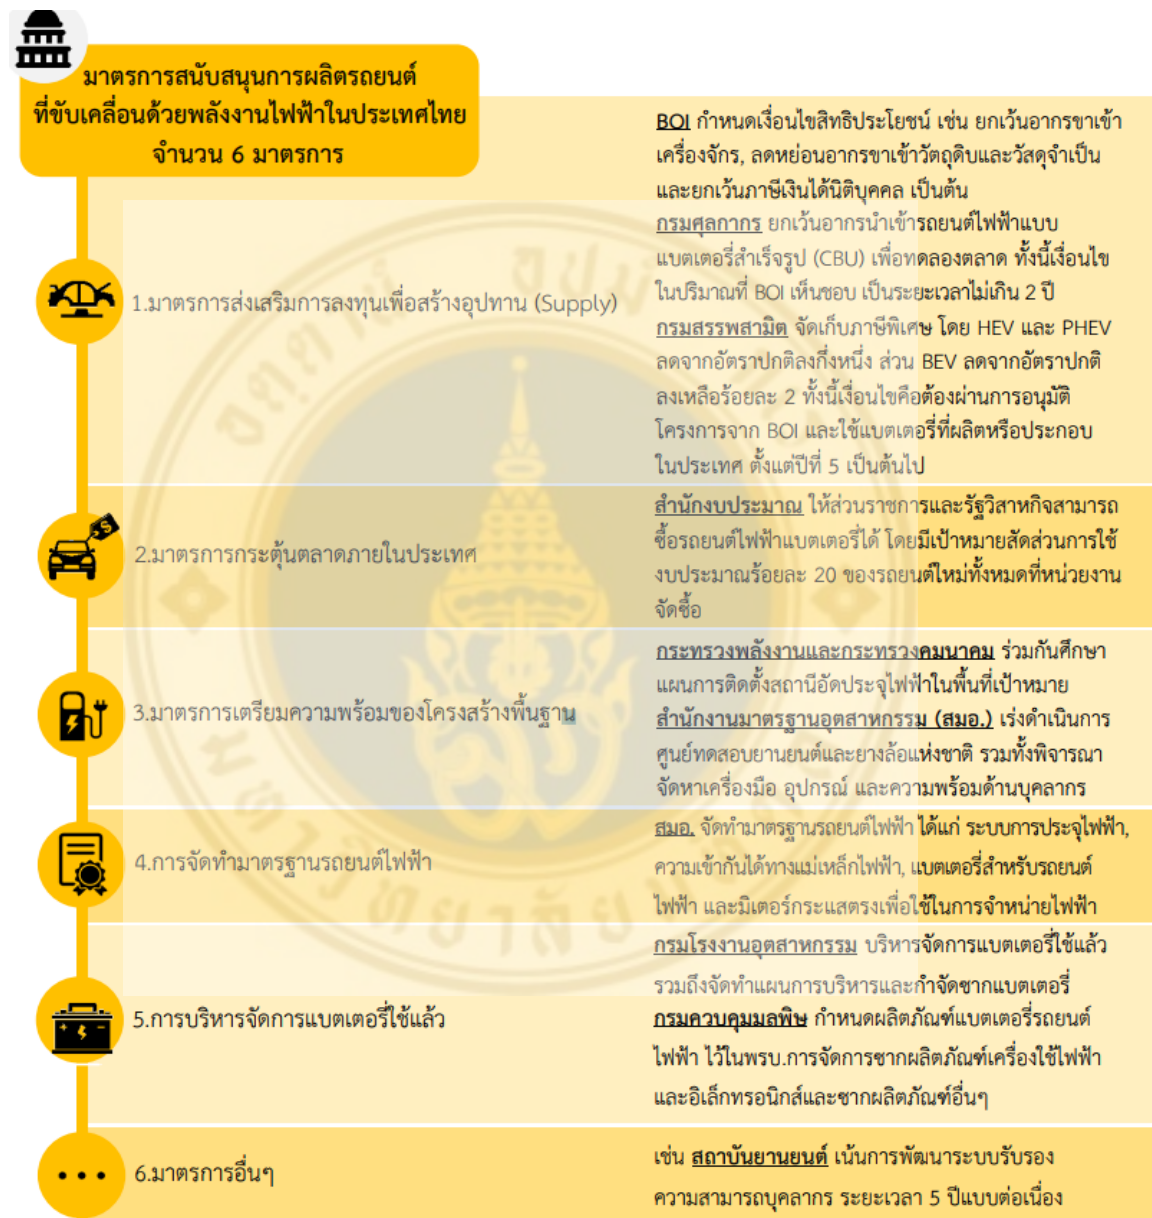 มาตรการสนับสนุนการผลิตรถยนต์
ที่ขับเคลื่อนด้วยพลังงานไฟฟ้าในประเทศไทย
จำนวน 6 มาตรการ
1.มาตรการส่งเสริมการลงทุนเพื่อสร้างอุปทาน (Supply)
BOI กำหนดเงื่อนไขสิทธิประโยชน์ เช่น ยกเว้นอากรขาเข้า
เครื่องจักร, ลดหย่อนอากรขาเข้าวัตถุดิบและวัสดุจำเป็น
และยกเว้นภาษีเงินได้นิติบุคคล เป็นต้น
กรมศุลกากร ยกเว้นอากรนำเข้ารถยนต์ไฟฟ้าแบบ
แบตเตอรี่สำเร็จรูป (CBU) เพื่อทดลองตลาด ทั้งนี้เงื่อนไข
ในปริมาณที่ BOI เห็นชอบ เป็นระยะเวลาไม่เกิน 2 ปี
กรมสรรพสามิต จัดเก็บภาษีพิเศษ โดย HEV และ PHEV
ลดจากอัตราปกติลงกึ่งหนึ่ง ส่วน BEV ลดจากอัตราปกติ
ลงเหลือร้อยละ 2 ทั้งนี้เงื่อนไขคือต้องผ่านการอนุมัติ
โครงการจาก BOI และใช้แบตเตอรี่ที่ผลิตหรือประกอบ
ในประเทศ ตั้งแต่ปีที่ 5 เป็นต้นไป
2.มาตรการกระตุ้นตลาดภายในประเทศ
สำนักงบประมาณ ให้ส่วนราชการและรัฐวิสาหกิจสามารถ
ซื้อรถยนต์ไฟฟ้าแบบแบตเตอรี่ได้ โดยมีเป้าหมายสัดส่วนการใช้
งบประมาณร้อยละ 20 ของรถยนต์ใหม่ทั้งหมดที่หน่วยงาน
จัดซื้อ
3.มาตรการเตรียมความพร้อมของโครงสร้างพื้นฐาน
กระทรวงพลังงานและกระทรวงคมนาคม ร่วมกันศึกษา
แผนการติดตั้งสถานีอัดประจุไฟฟ้าในพื้นที่เป้าหมาย
สำนักงานมาตรฐานอุตสาหกรรม (สมอ.) เร่งดำเนินการ
ศูนย์ทดสอบยานยนต์และยางล้อแห่งชาติ รวมทั้งพิจารณา
จัดหาเครื่องมือ อุปกรณ์ และความพร้อมด้านบุคลากร
4.การจัดทำมาตรฐานรถยนต์ไฟฟ้า
สมอ. จัดทำมาตรฐานรถยนต์ไฟฟ้า ได้แก่ ระบบการประจุไฟฟ้า,
ความเข้ากันได้ทางแม่เหล็กไฟฟ้า, แบตเตอรี่สำหรับรถยนต์
ไฟฟ้า และมิเตอร์กระแสตรงเพื่อใช้ในการจำหน่ายไฟฟ้า
5.การบริหารจัดการแบตเตอรี่ใช้แล้ว
กรมโรงงานอุตสาหกรรม บริหารจัดการแบตเตอรี่ใช้แล้ว
รวมถึงจัดทำแผนการบริหารและกำจัดซากแบตเตอรี่
กรมควบคุมมลพิษ กำหนดผลิตภัณฑ์แบตเตอรี่รถยนต์
ไฟฟ้า ไว้ในพรบ.การจัดการซากผลิตภัณฑ์เครื่องใช้ไฟฟ้า
และอิเล็กทรอนิกส์และซากผลิตภัณฑ์อื่นๆ
6.มาตรการอื่นๆ
เช่น สถาบันยานยนต์ เน้นการพัฒนาระบบรับรอง
ความสามารถบุคลากร ระยะเวลา 5 ปีแบบต่อเนื่อง